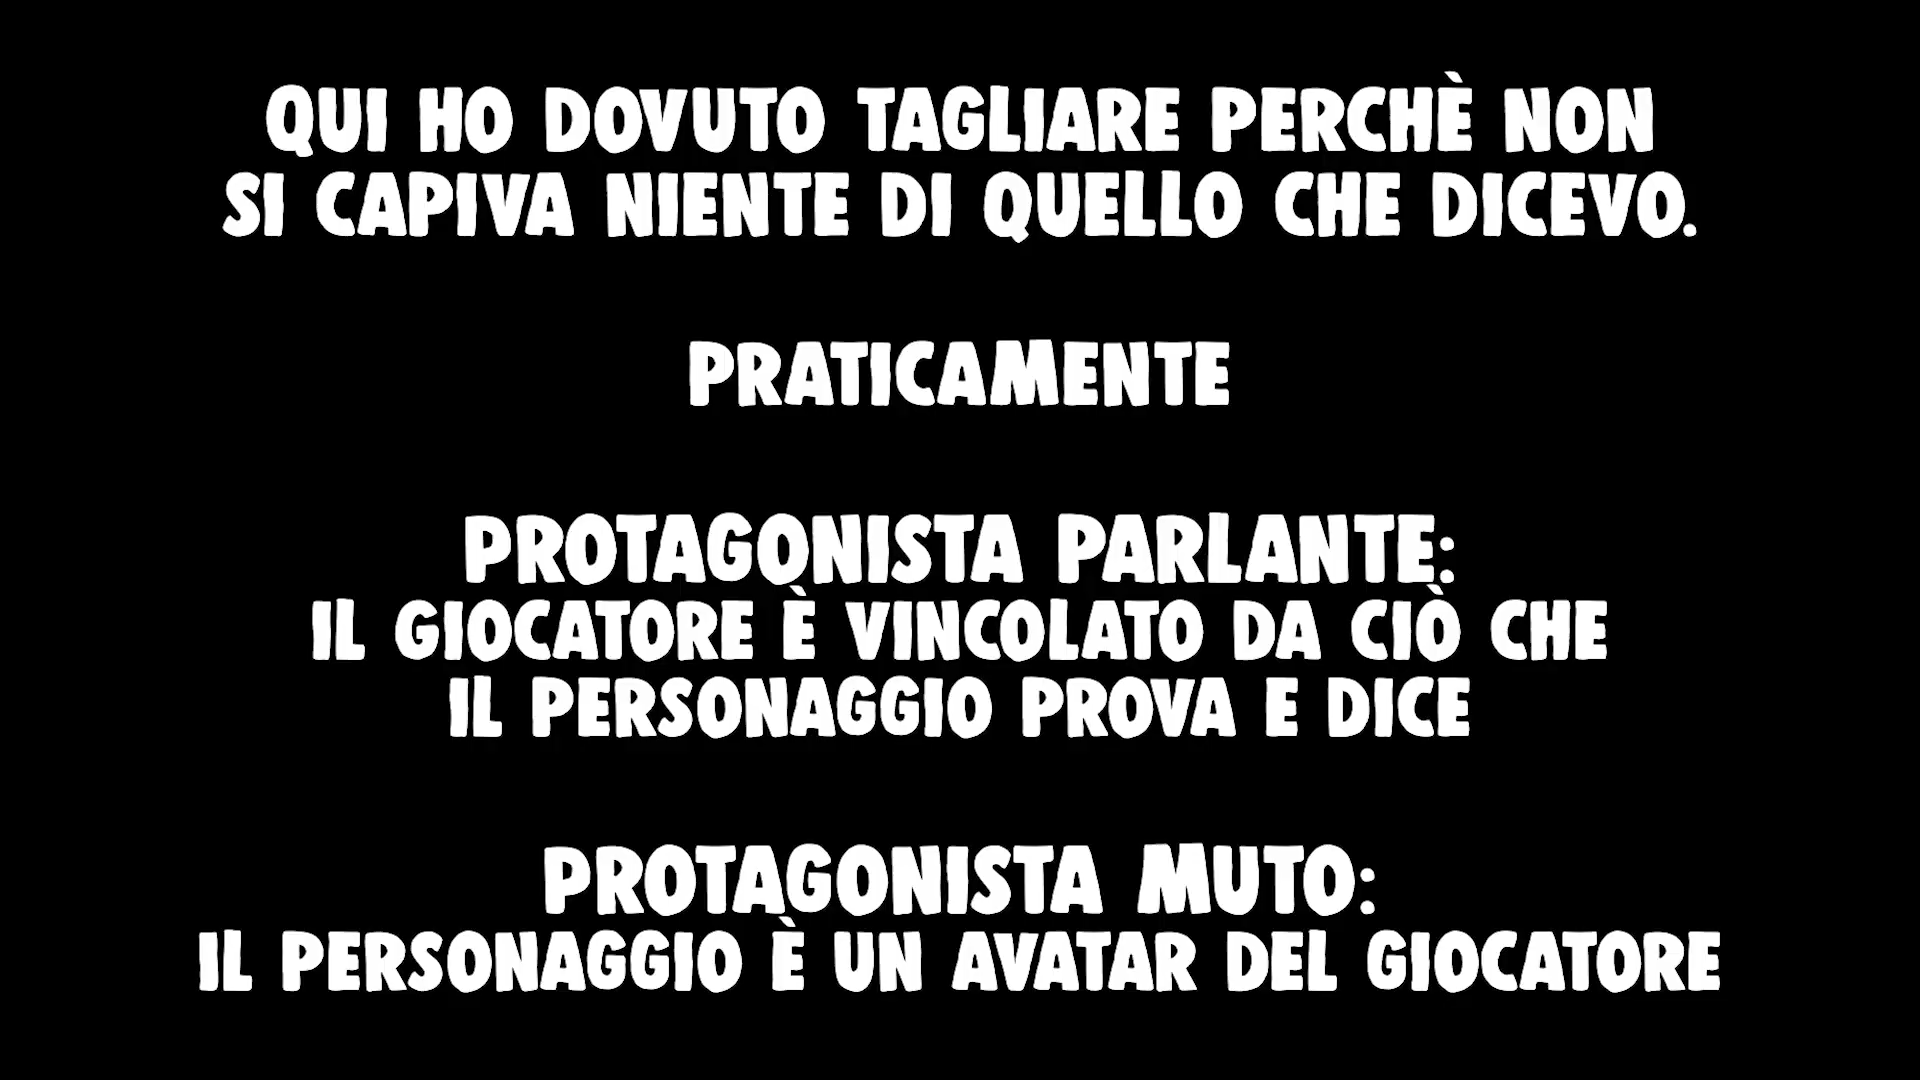 QUI HO DOVUTO TAGLIARE PERCHÈ NON
SI CAPIVA NIENTE DI QUELLO CHE DICEVO.
PRATICAMENTE
PROTAGONISTA PARLANTE:
IL GIOCATORE È VINCOLATO DA CIÒ CHE
IL PERSONAGGIO PROVA E DICE
PROTAGONISTA MUTO:
IL PERSONAGGIO È UN AVATAR DEL GIOCATORE